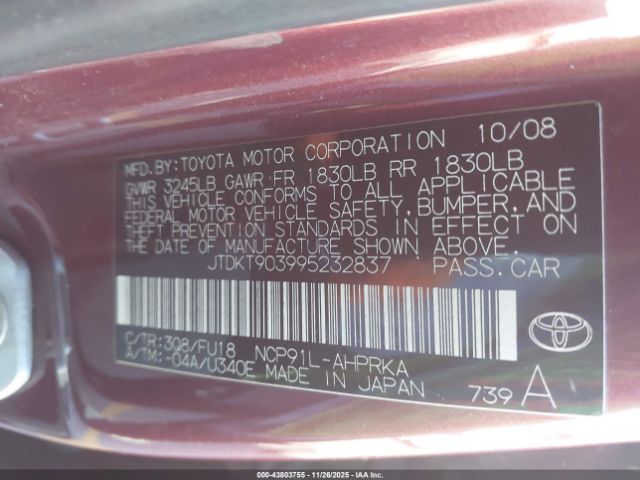 MFD.BY:TOYOTA MOTOR CORPORATION 10/08
GVWR 3245LB GAWR FR 1830LB RR 1830LB
THIS VEHICLE CONFORMS TO ALL APPLICABLE
FEDERAL MOTOR VEHICLE SAFETY,BUMPER,AND
THEFT PREVENTION STANDARDS IN EFFECT ON
THE DATE OF MANUFACTURE SHOWN ABOVE.
JTDKT903995232837 PASS.CAR
C/TR:3Q8/FU18 NCP91L-AHPRKA
A/TM:-04A/U340E MADE IN JAPAN
739 A
000-43803755 | 11/26/2025 - IAA Inc. - Copyright